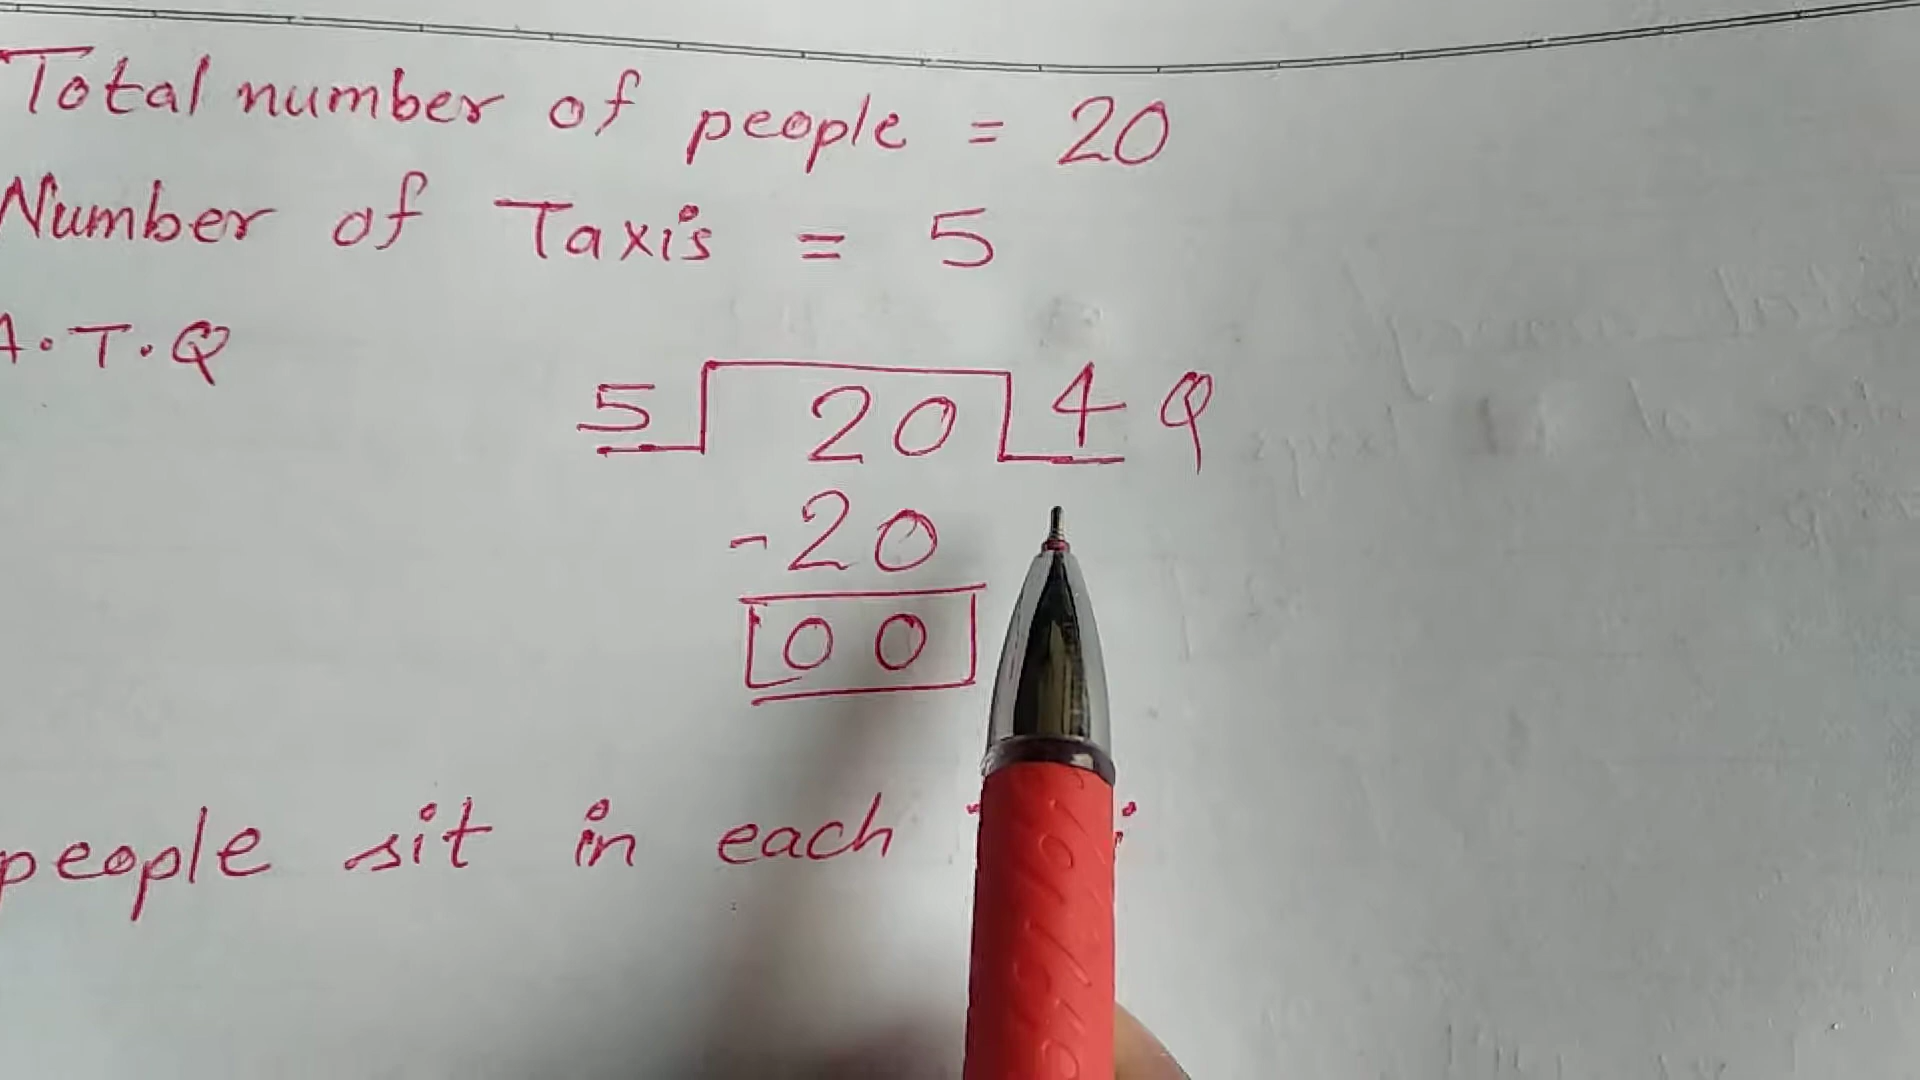 Total number of people = 20
Number of Taxis = 5
A.T.Q
5 20 4 Q
-20
00
people sit in each